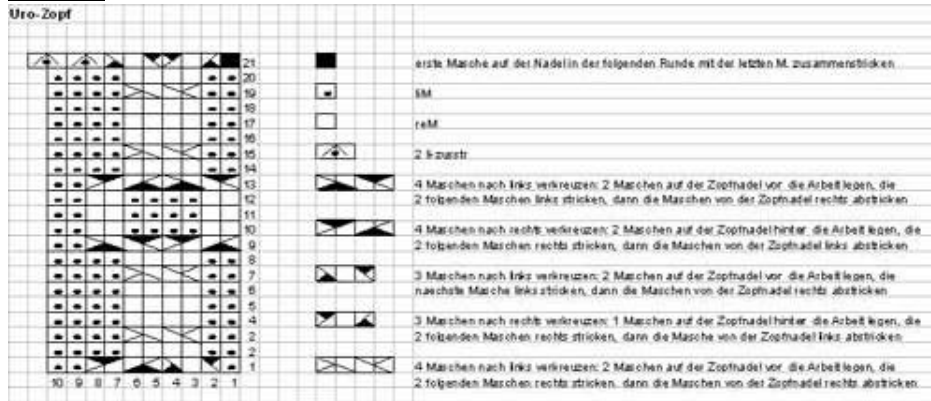 Uro-Zopf
21 erste Masche auf der Nadel in der folgenden Runde mit der letzten M. zusammenstricken
20
19 liM
18
17 reM
16
15 2 li zusstr
14
13 4 Maschen nach links verkreuzen: 2 Maschen auf der Zopfnadel vor die Arbeit legen, die
12 2 folgenden Maschen links stricken, dann die Maschen von der Zopfnadel rechts abstricken
11
10 4 Maschen nach rechts verkreuzen: 2 Maschen auf der Zopfnadel hinter die Arbeit legen, die
9 2 folgenden Maschen rechts stricken, dann die Maschen von der Zopfnadel links abstricken
8
7 3 Maschen nach links verkreuzen: 2 Maschen auf der Zopfnadel vor die Arbeit legen, die
6 naechste Masche links stricken, dann die Maschen von der Zopfnadel rechts abstricken
5
4 3 Maschen nach rechts verkreuzen: 1 Maschen auf der Zopfnadel hinter die Arbeit legen, die
2 2 folgenden Maschen rechts stricken, dann die Masche von der Zopfnadel links abstricken
2
1 4 Maschen nach links verkreuzen: 2 Maschen auf der Zopfnadel vor die Arbeit legen, die
10 9 8 7 6 5 4 3 2 1 2 folgenden Maschen rechts stricken, dann die Maschen von der Zopfnadel rechts abstricken